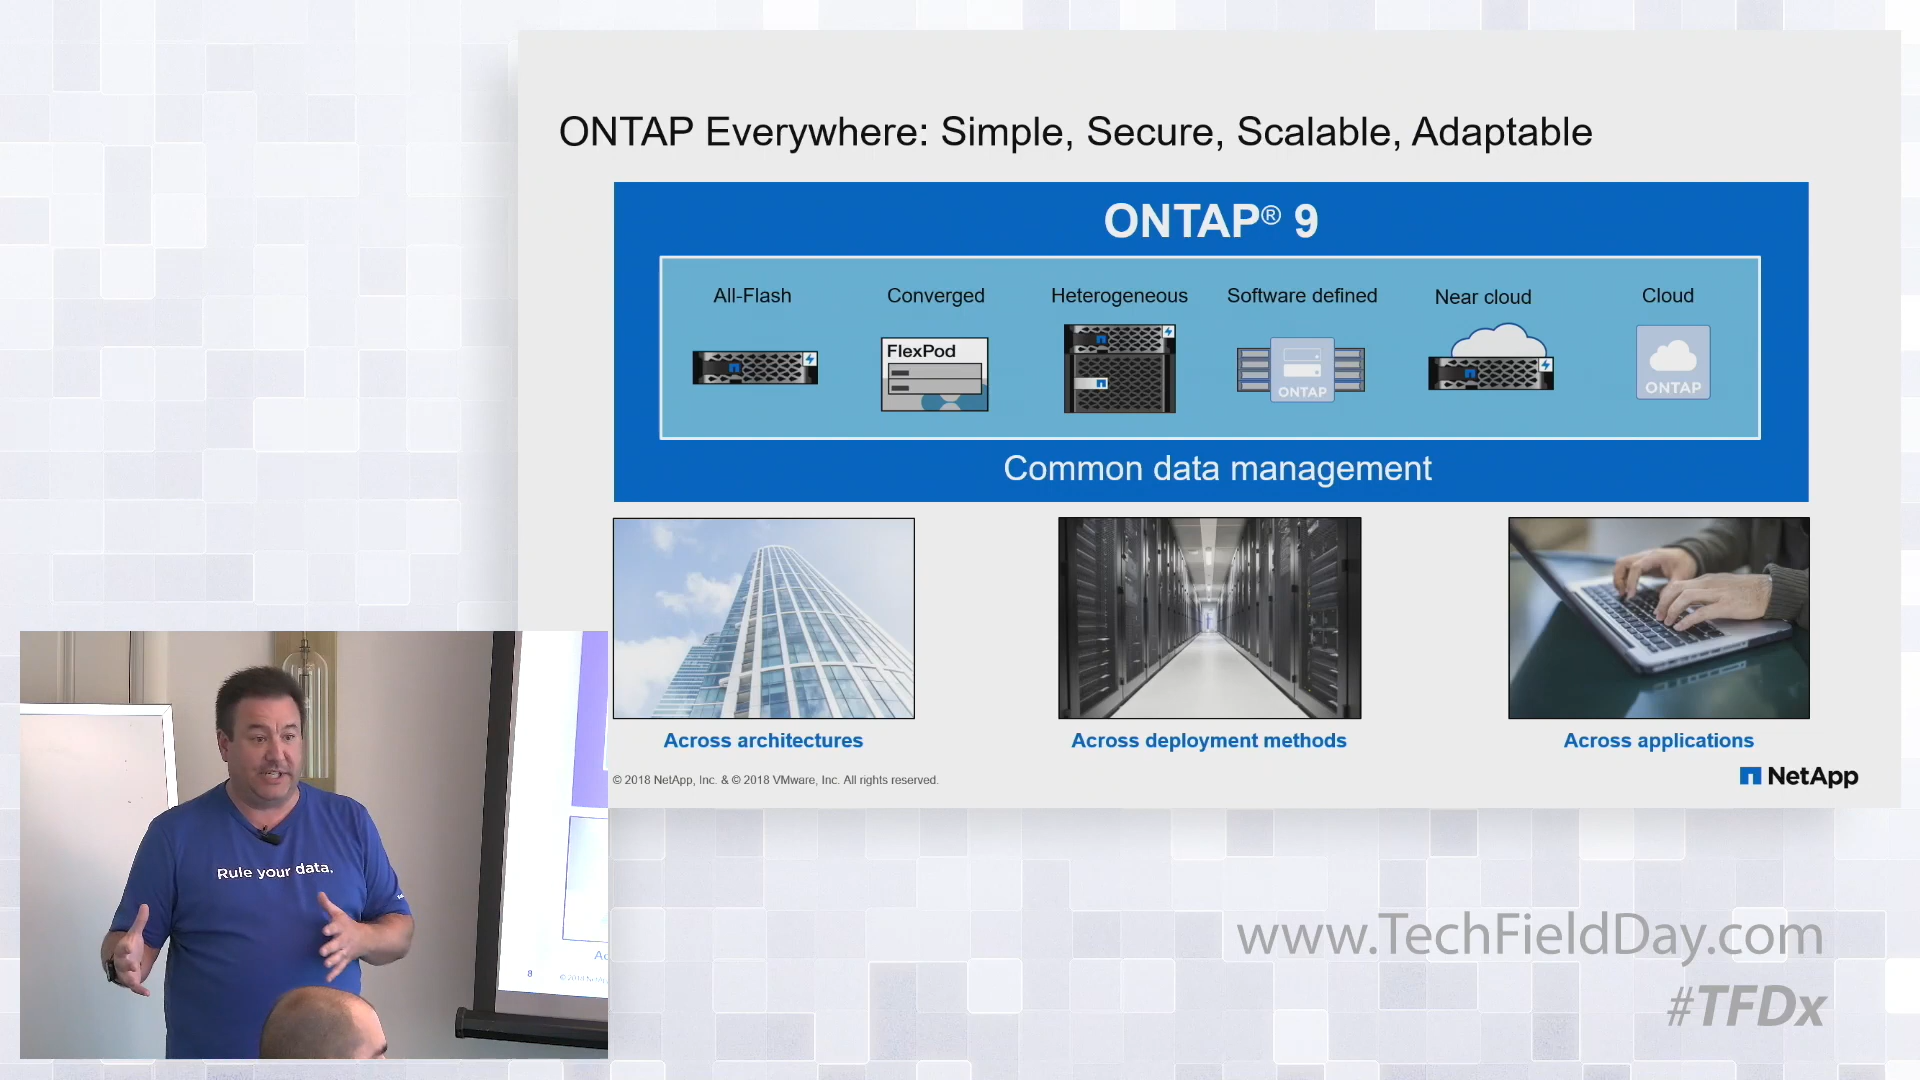 ONTAP Everywhere: Simple, Secure, Scalable, Adaptable
ONTAP® 9
All-Flash
Converged
Heterogeneous
Software defined
Near cloud
Cloud
FlexPod
ONTAP
ONTAP
Common data management
Across architectures
Across deployment methods
Across applications
© 2018 NetApp, Inc. & © 2018 VMware, Inc. All rights reserved.
NetApp
Rule your data.
8
www.TechFieldDay.com
#TFDx